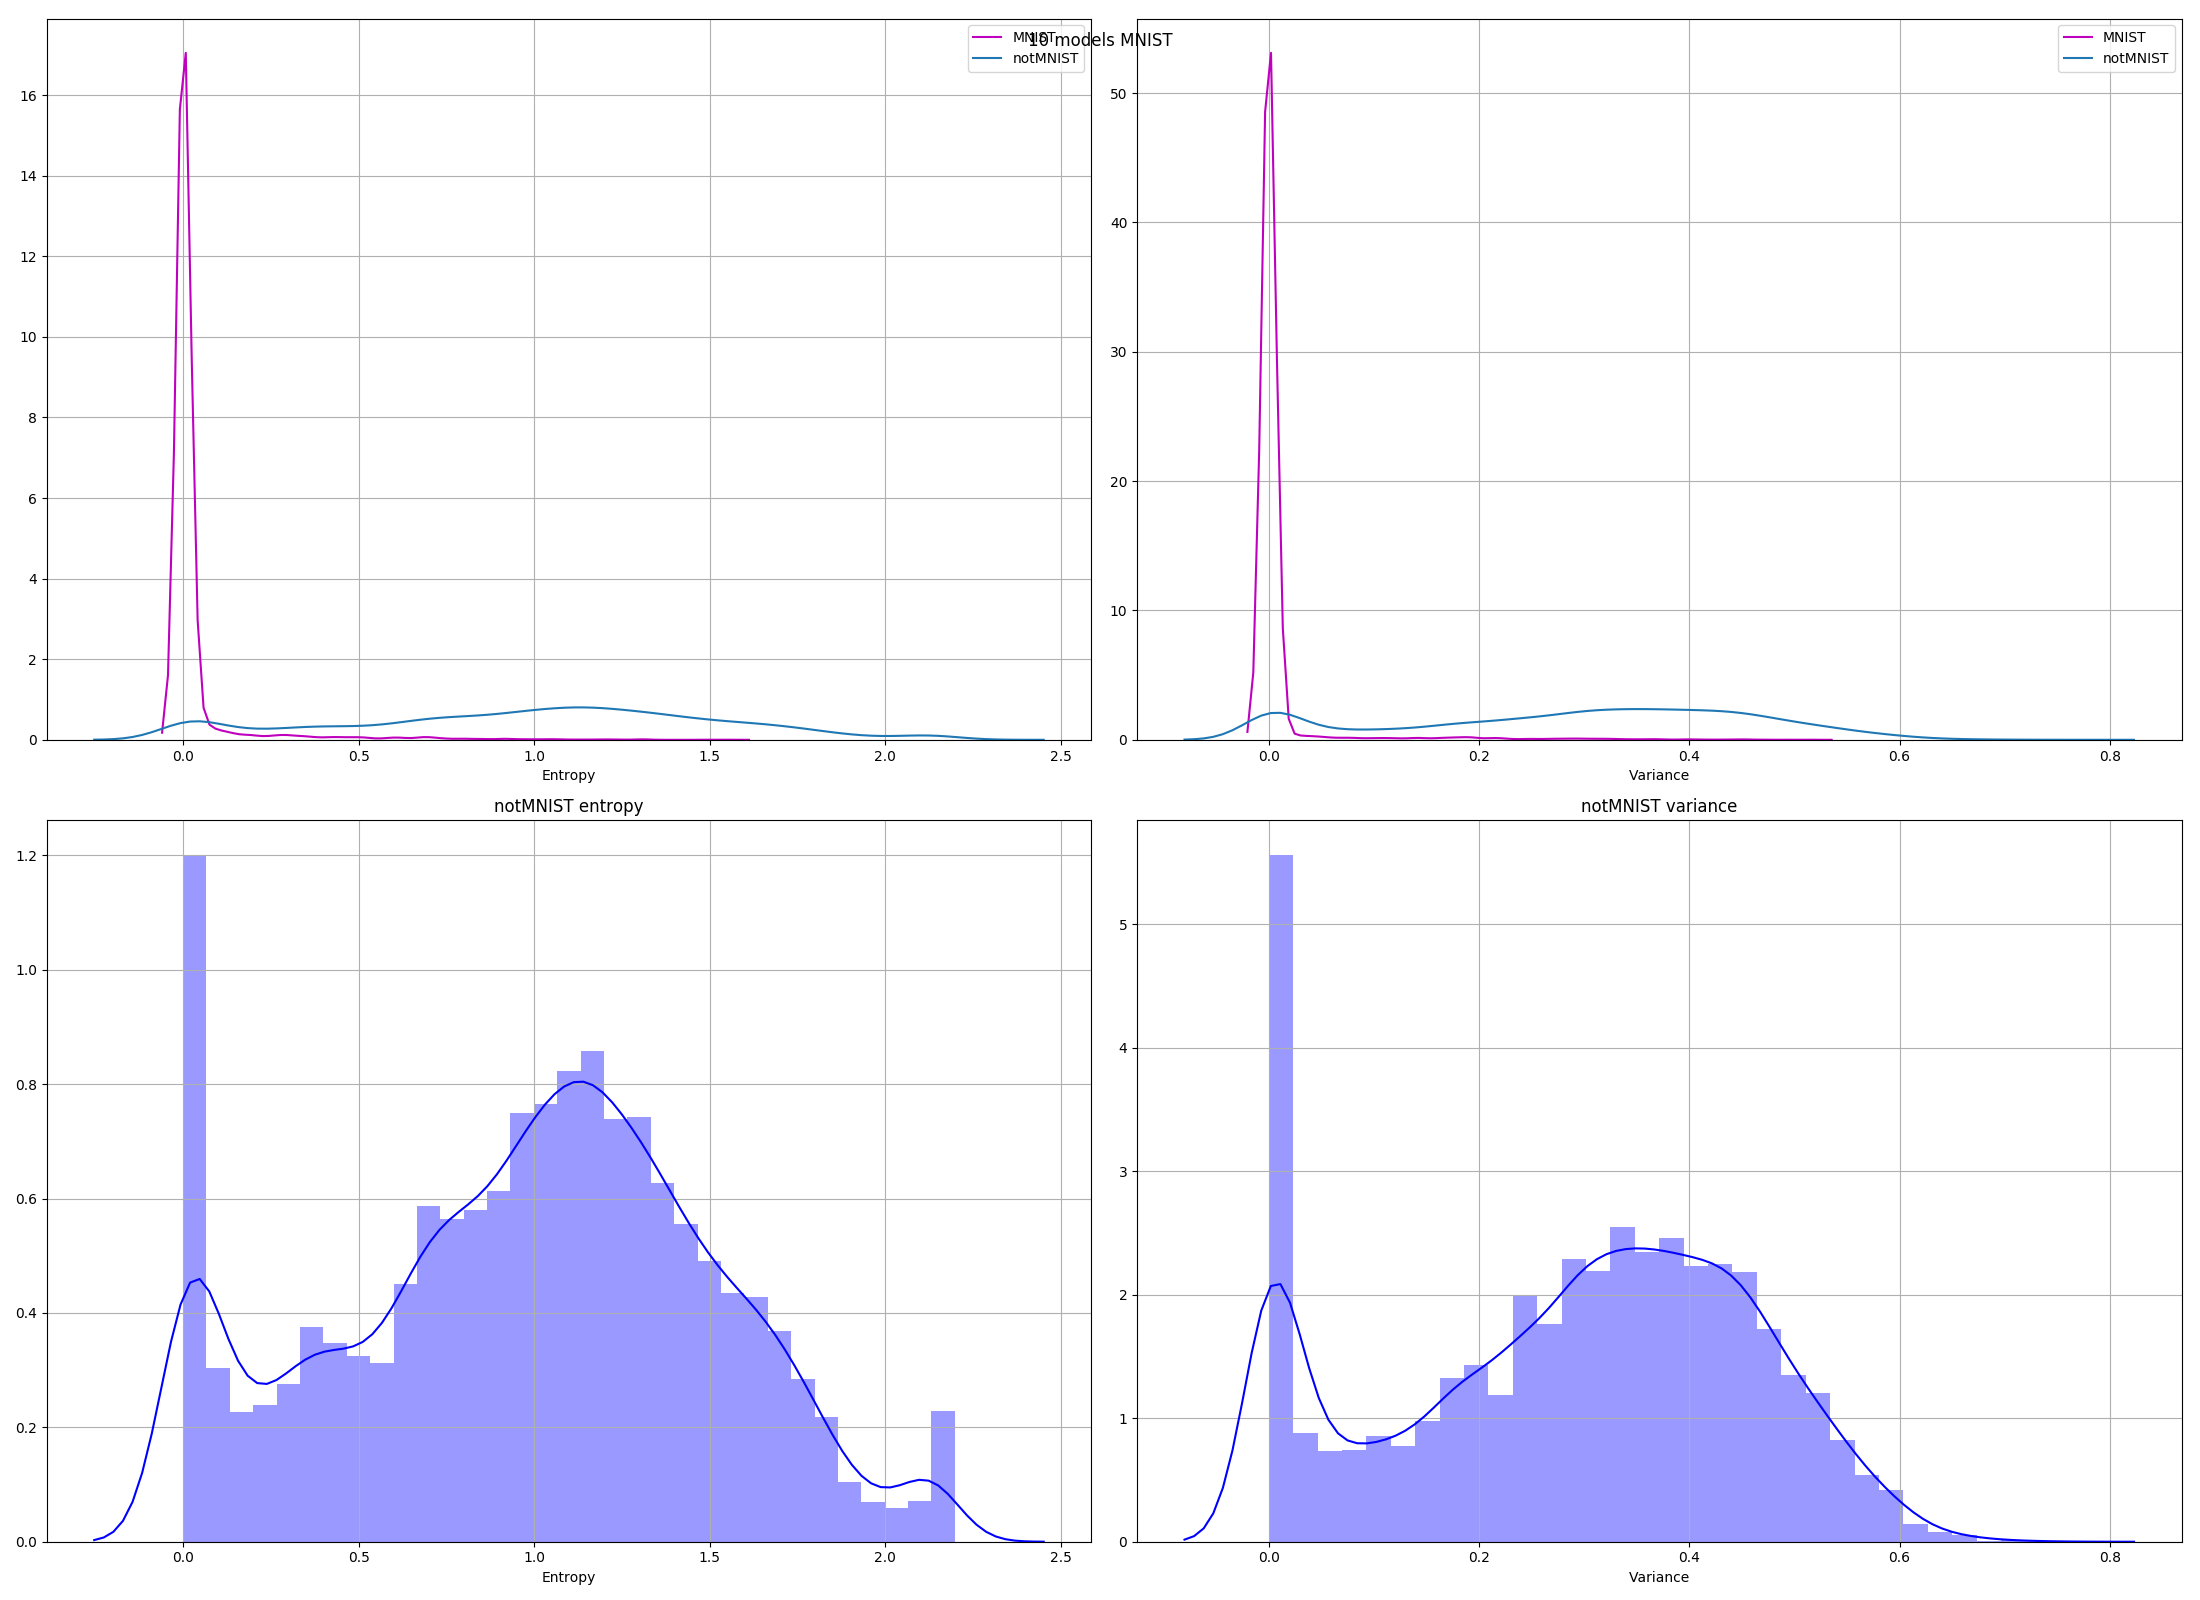 10 models MNIST
MNIST
notMNIST
16
14
12
10
8
6
4
2
0
0.0 0.5 1.0 1.5 2.0 2.5
Entropy
MNIST
notMNIST
50
40
30
20
10
0
0.0 0.2 0.4 0.6 0.8
Variance
notMNIST entropy
1.2
1.0
0.8
0.6
0.4
0.2
0.0
0.0 0.5 1.0 1.5 2.0 2.5
Entropy
notMNIST variance
5
4
3
2
1
0
0.0 0.2 0.4 0.6 0.8
Variance